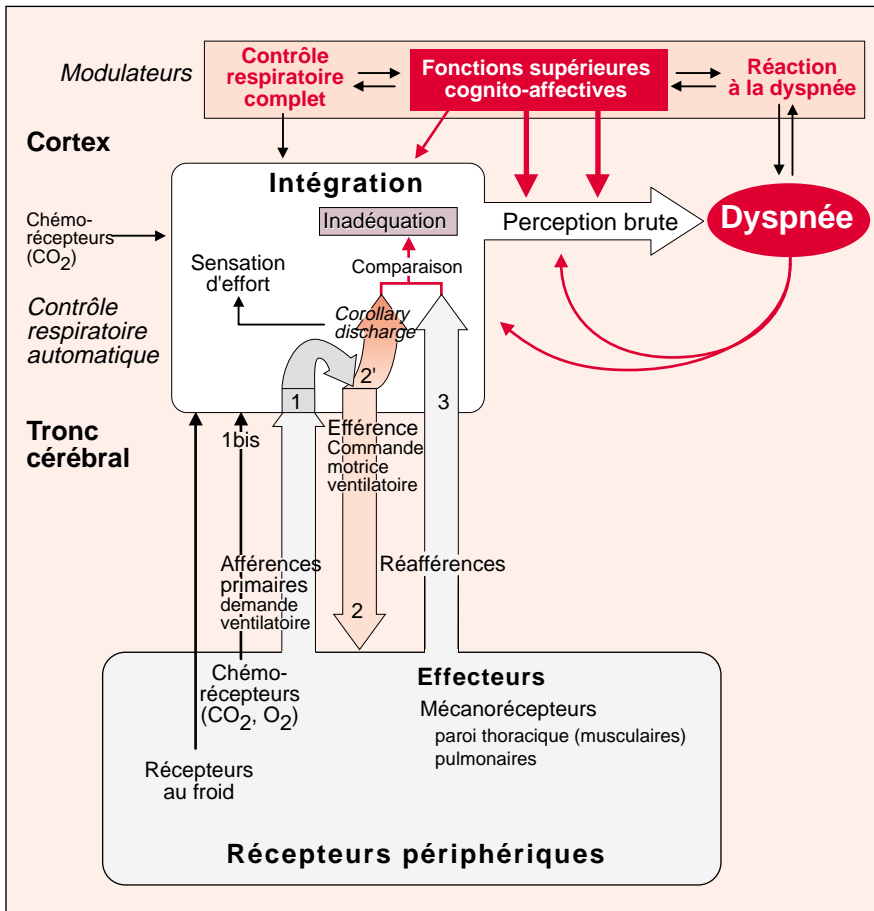 Modulateurs
Contrôle
respiratoire
complet
Fonctions supérieures
cognito-affectives
Réaction
à la dyspnée
Cortex
Intégration
Inadéquation
Perception brute
Dyspnée
Chémo-
récepteurs
(CO2)
Sensation
d'effort
Comparaison
Contrôle
respiratoire
automatique
Corollary
discharge
1
2'
3
Tronc
cérébral
1bis
Efférence
Commande
motrice
ventilatoire
Afférences
primaires
demande
ventilatoire
Réafférences
2
Chémo-
récepteurs
(CO2, O2)
Effecteurs
Mécanorécepteurs
paroi thoracique (musculaires)
pulmonaires
Récepteurs
au froid
Récepteurs périphériques